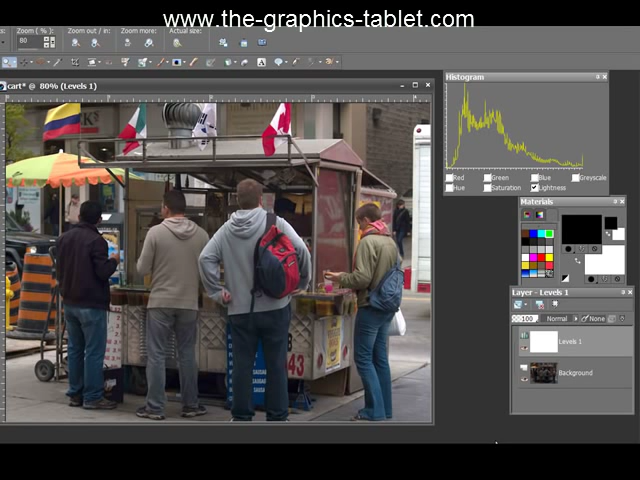 www.the-graphics-tablet.com
Zoom ( % ):
Zoom out / in:
Zoom more:
Actual size:
80
cart* @ 80% (Levels 1)
Histogram
Red
Green
Blue
Greyscale
Hue
Saturation
Lightness
Materials
Layer - Levels 1
100
Normal
None
Levels 1
Background
43